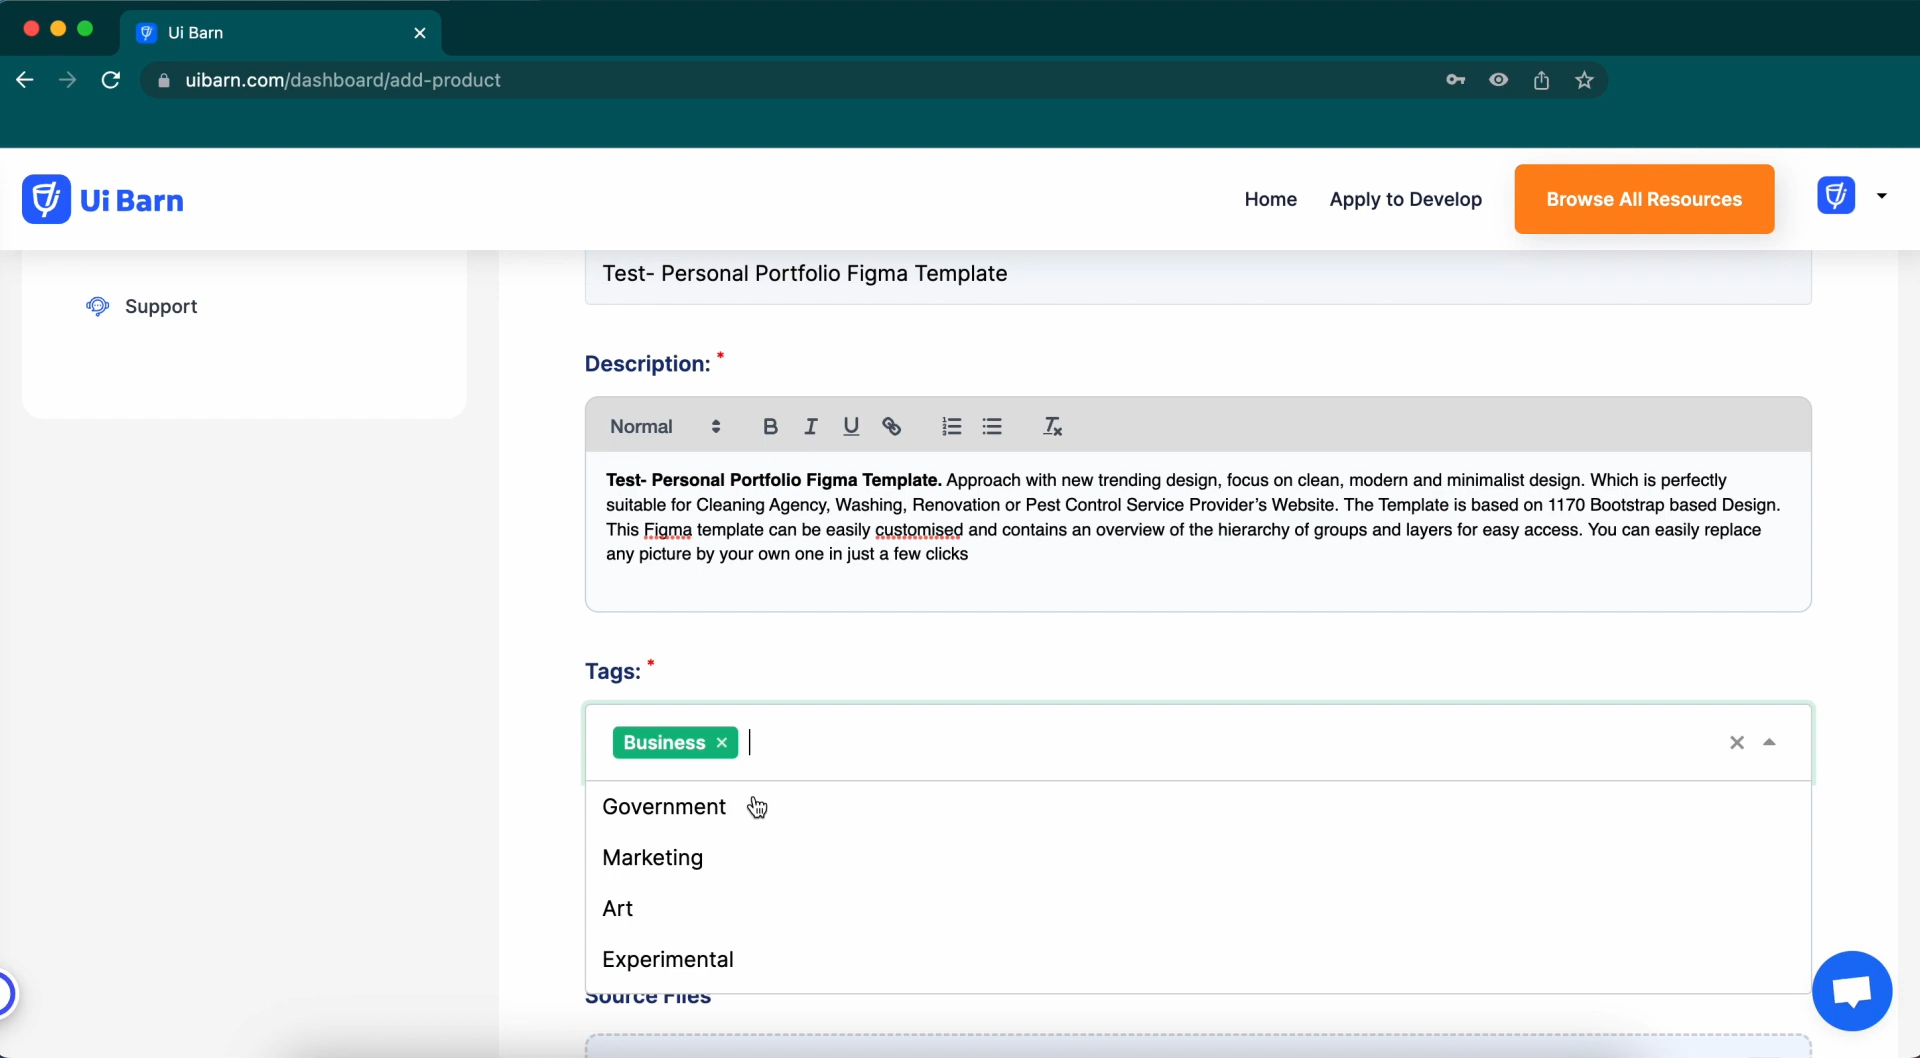 Ui Barn
uibarn.com/dashboard/add-product
Ui Barn
Home
Apply to Develop
Browse All Resources
Support
Test- Personal Portfolio Figma Template
Description: *
Normal
Test- Personal Portfolio Figma Template. Approach with new trending design, focus on clean, modern and minimalist design. Which is perfectly
suitable for Cleaning Agency, Washing, Renovation or Pest Control Service Provider's Website. The Template is based on 1170 Bootstrap based Design.
This Figma template can be easily customised and contains an overview of the hierarchy of groups and layers for easy access. You can easily replace
any picture by your own one in just a few clicks
Tags: *
Business
Government
Marketing
Art
Experimental
Source Files